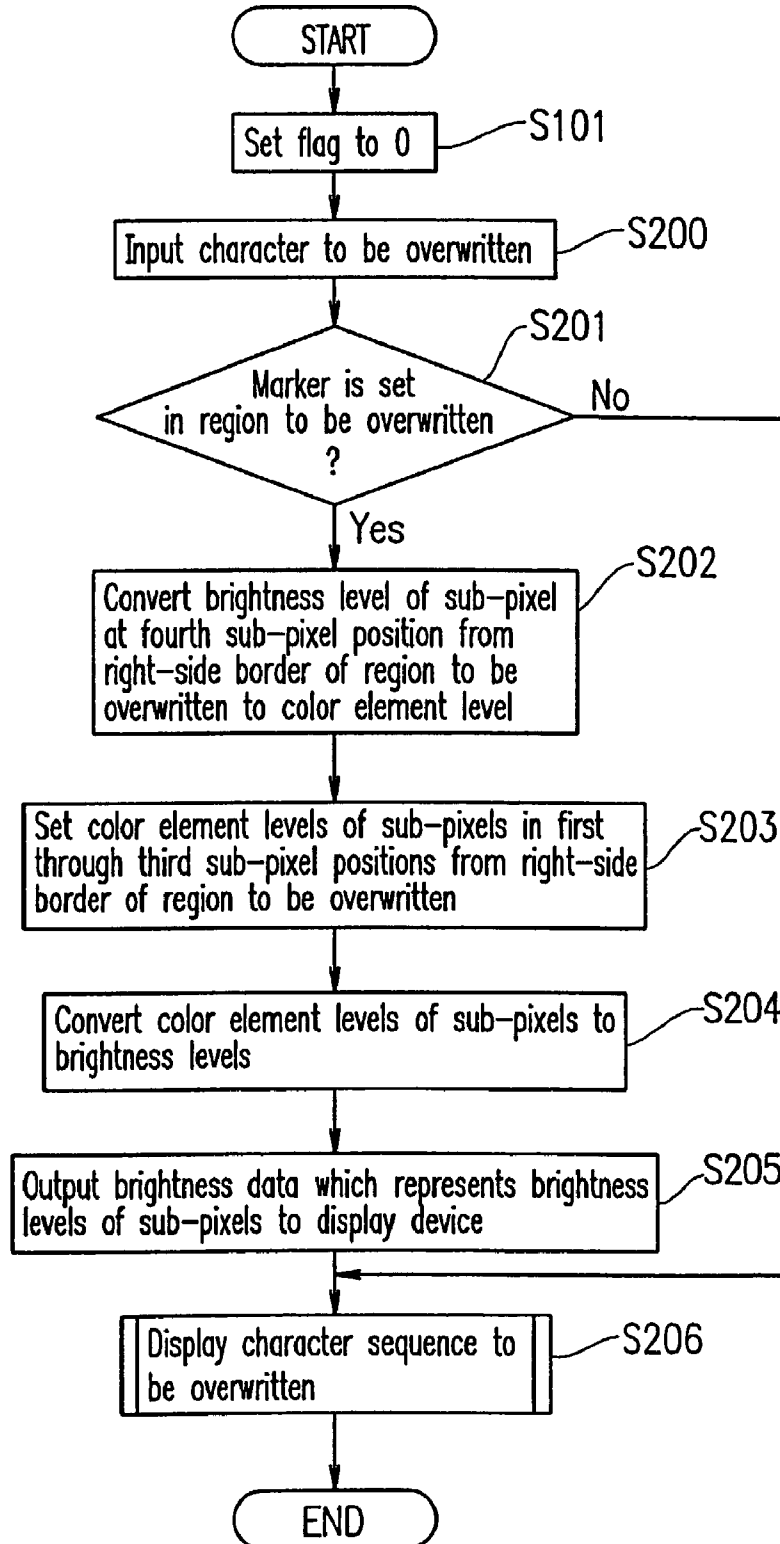 START
Set flag to 0
S101
Input character to be overwritten
S200
S201
Marker is set
in region to be overwritten
?
No
Yes
S202
Convert brightness level of sub-pixel
at fourth sub-pixel position from
right-side border of region to be
overwritten to color element level
S203
Set color element levels of sub-pixels in first
through third sub-pixel positions from right-side
border of region to be overwritten
S204
Convert color element levels of sub-pixels to
brightness levels
S205
Output brightness data which represents brightness
levels of sub-pixels to display device
S206
Display character sequence to
be overwritten
END